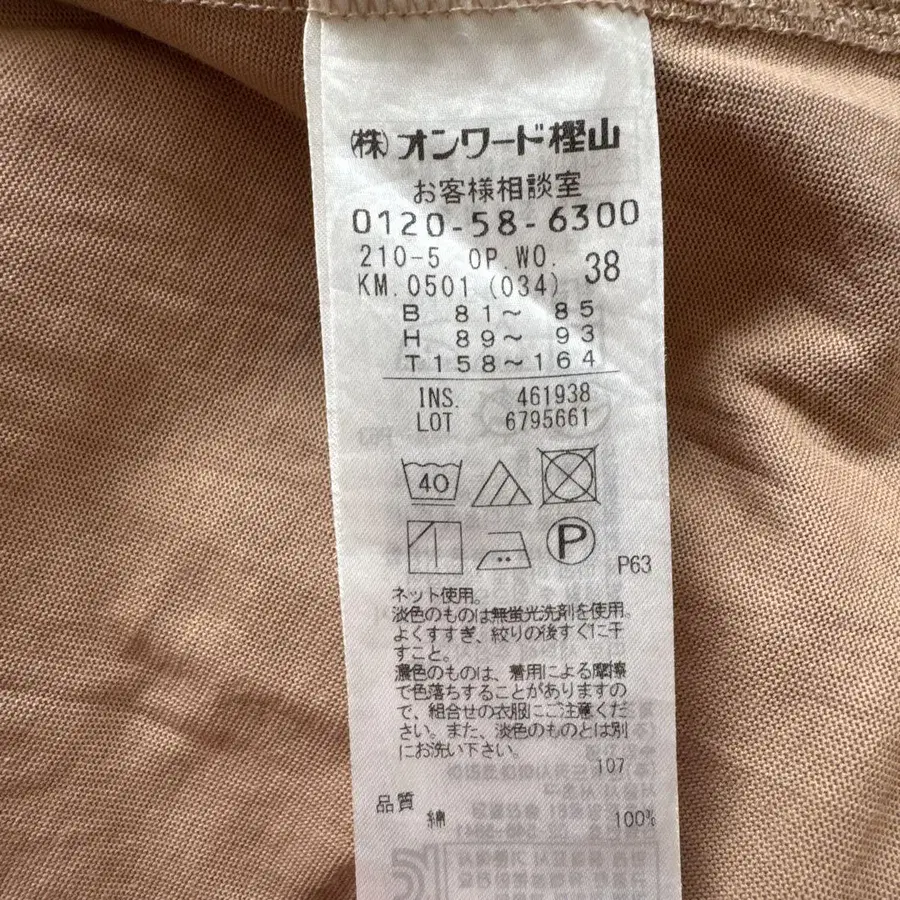 ㈱オンワード樫山
お客様相談室
0120-58-6300
210-5 OP.WO. 38
KM.0501 (034)
B 81～ 85
H 89～ 93
T158～164
INS. 461938
LOT 6795661
40
P
P63
ネット使用。
淡色のものは無蛍光洗剤を使用。
よくすすぎ、絞りの後すぐに干
すこと。
濃色のものは、着用による摩擦
で色落ちすることがありますの
で、組合せの衣服にご注意くだ
さい。また、淡色のものとは別
にお洗い下さい。
107
品質
綿 100%